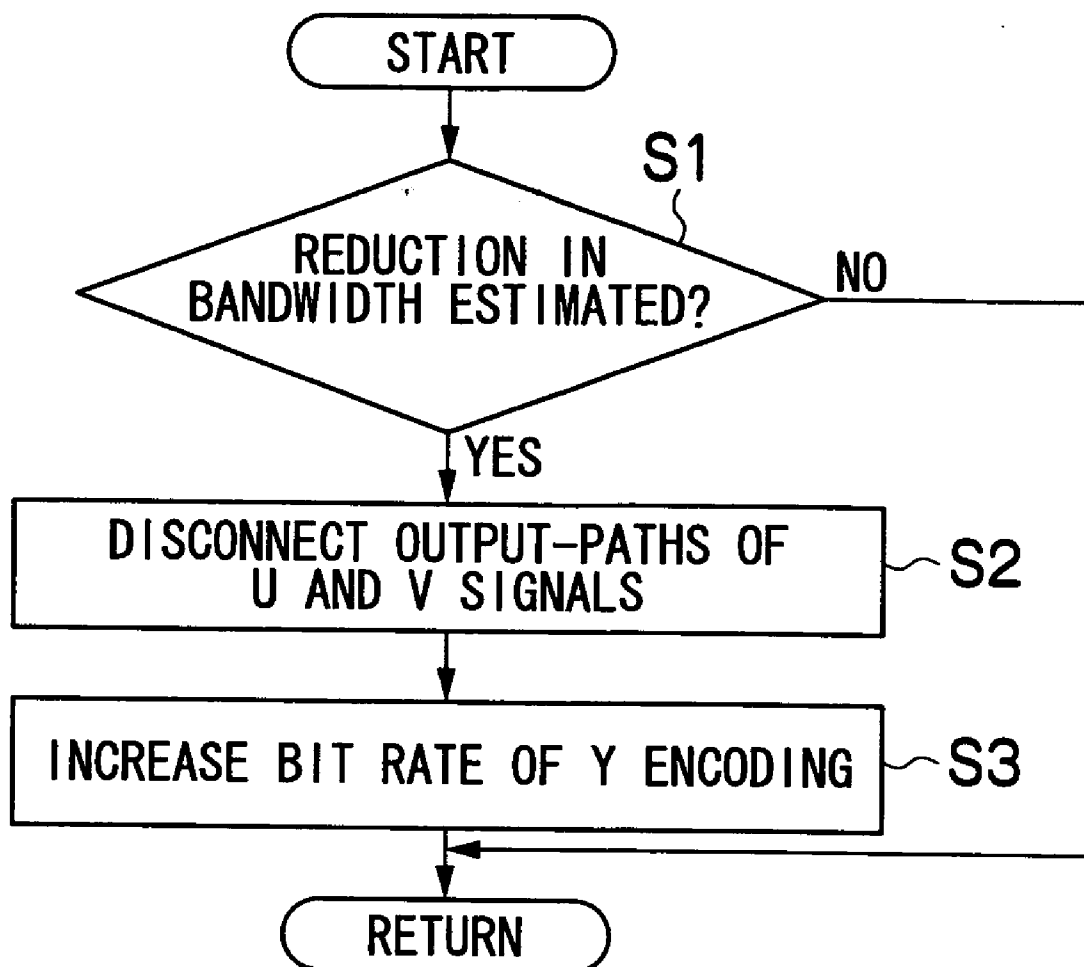 START
S1
REDUCTION IN
BANDWIDTH ESTIMATED?
NO
YES
DISCONNECT OUTPUT-PATHS OF
U AND V SIGNALS
S2
INCREASE BIT RATE OF Y ENCODING
S3
RETURN